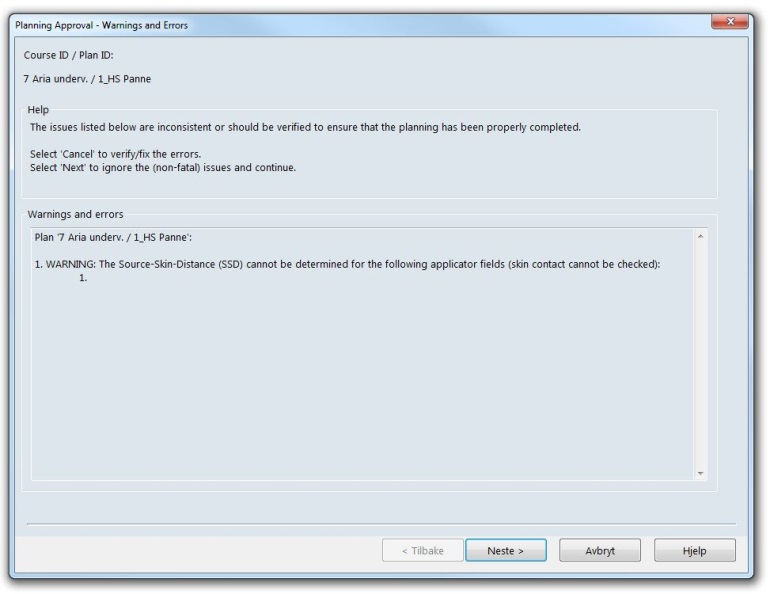 Planning Approval - Warnings and Errors
Course ID / Plan ID:
7 Aria underv. / 1_HS Panne
Help
The issues listed below are inconsistent or should be verified to ensure that the planning has been properly completed.
Select 'Cancel' to verify/fix the errors.
Select 'Next' to ignore the (non-fatal) issues and continue.
Warnings and errors
Plan '7 Aria underv. / 1_HS Panne':
1. WARNING: The Source-Skin-Distance (SSD) cannot be determined for the following applicator fields (skin contact cannot be checked):
1.
< Tilbake Neste > Avbryt Hjelp